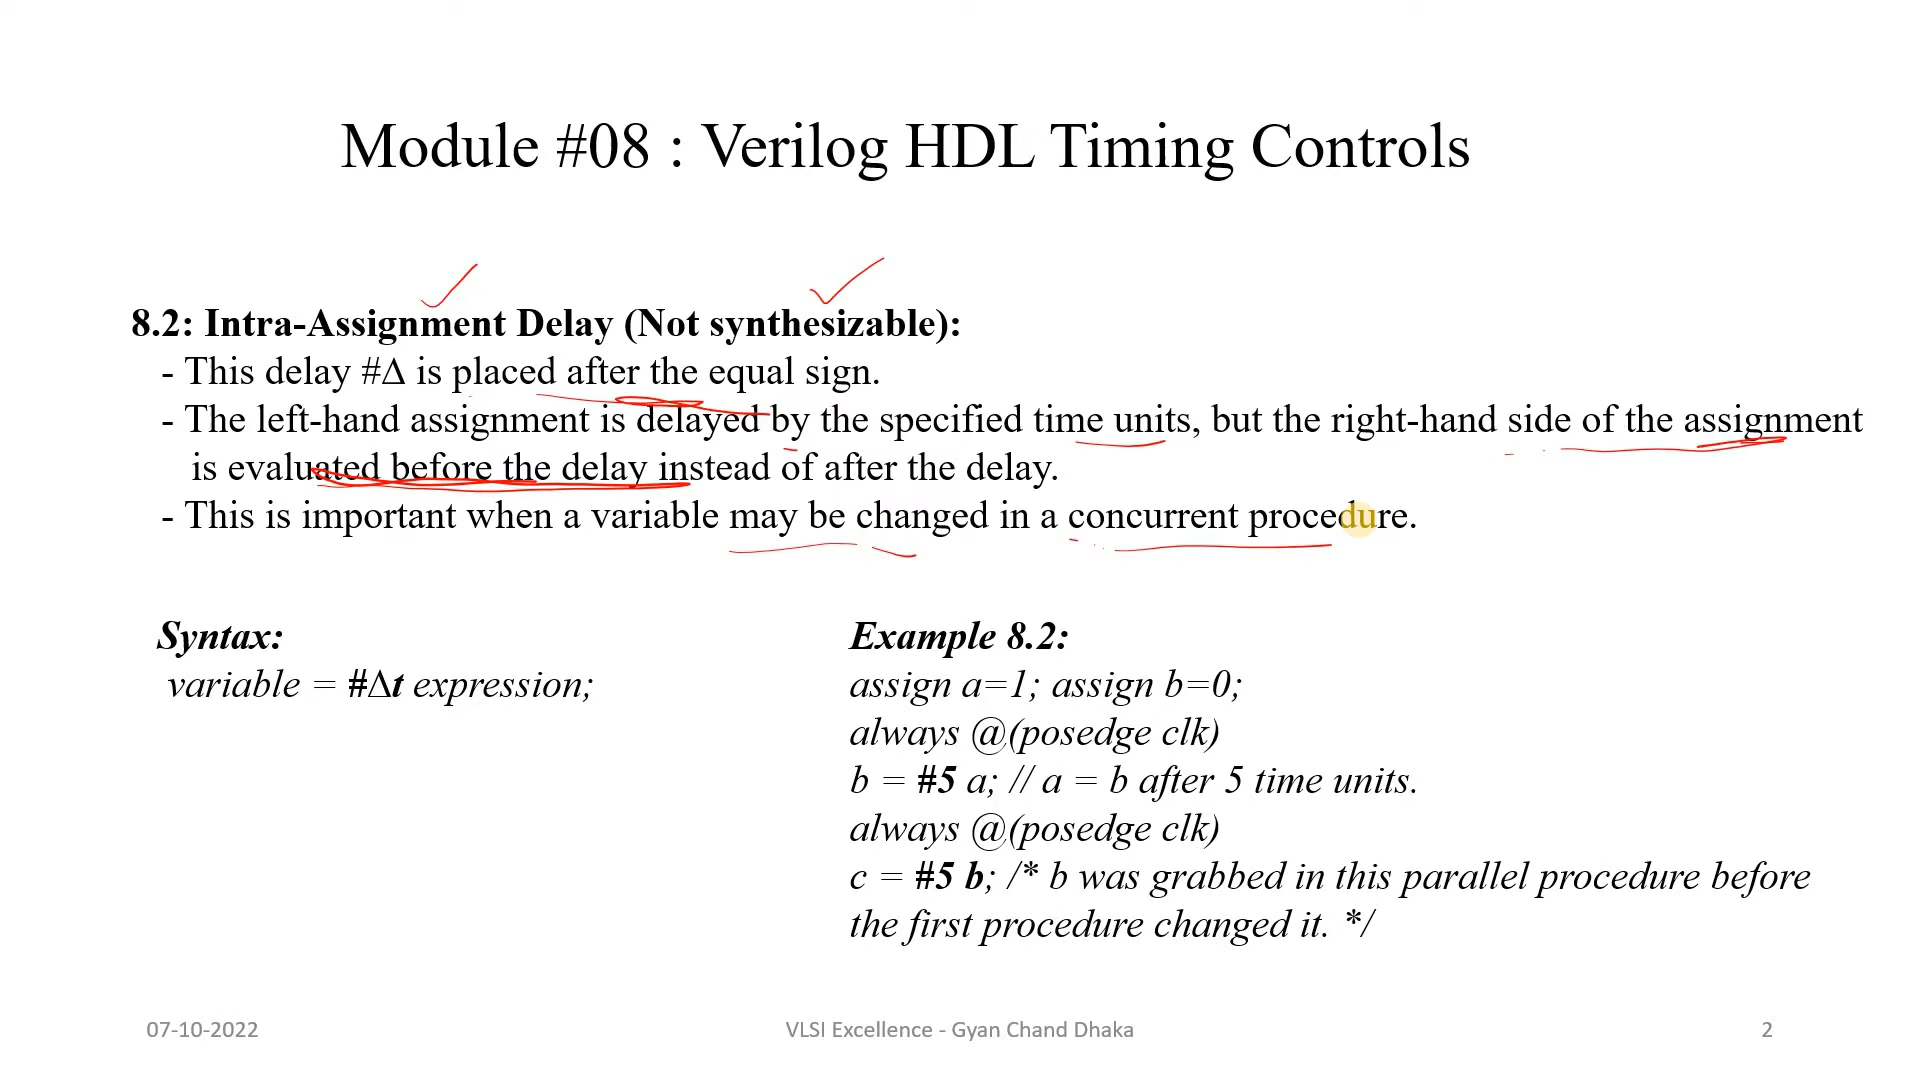 Module #08 : Verilog HDL Timing Controls
8.2: Intra-Assignment Delay (Not synthesizable):
- This delay #Δ is placed after the equal sign.
- The left-hand assignment is delayed by the specified time units, but the right-hand side of the assignment
is evaluated before the delay instead of after the delay.
- This is important when a variable may be changed in a concurrent procedure.
Syntax:
variable = #Δt expression;
Example 8.2:
assign a=1; assign b=0;
always @(posedge clk)
b = #5 a; // a = b after 5 time units.
always @(posedge clk)
c = #5 b; /* b was grabbed in this parallel procedure before
the first procedure changed it. */
07-10-2022
VLSI Excellence - Gyan Chand Dhaka
2